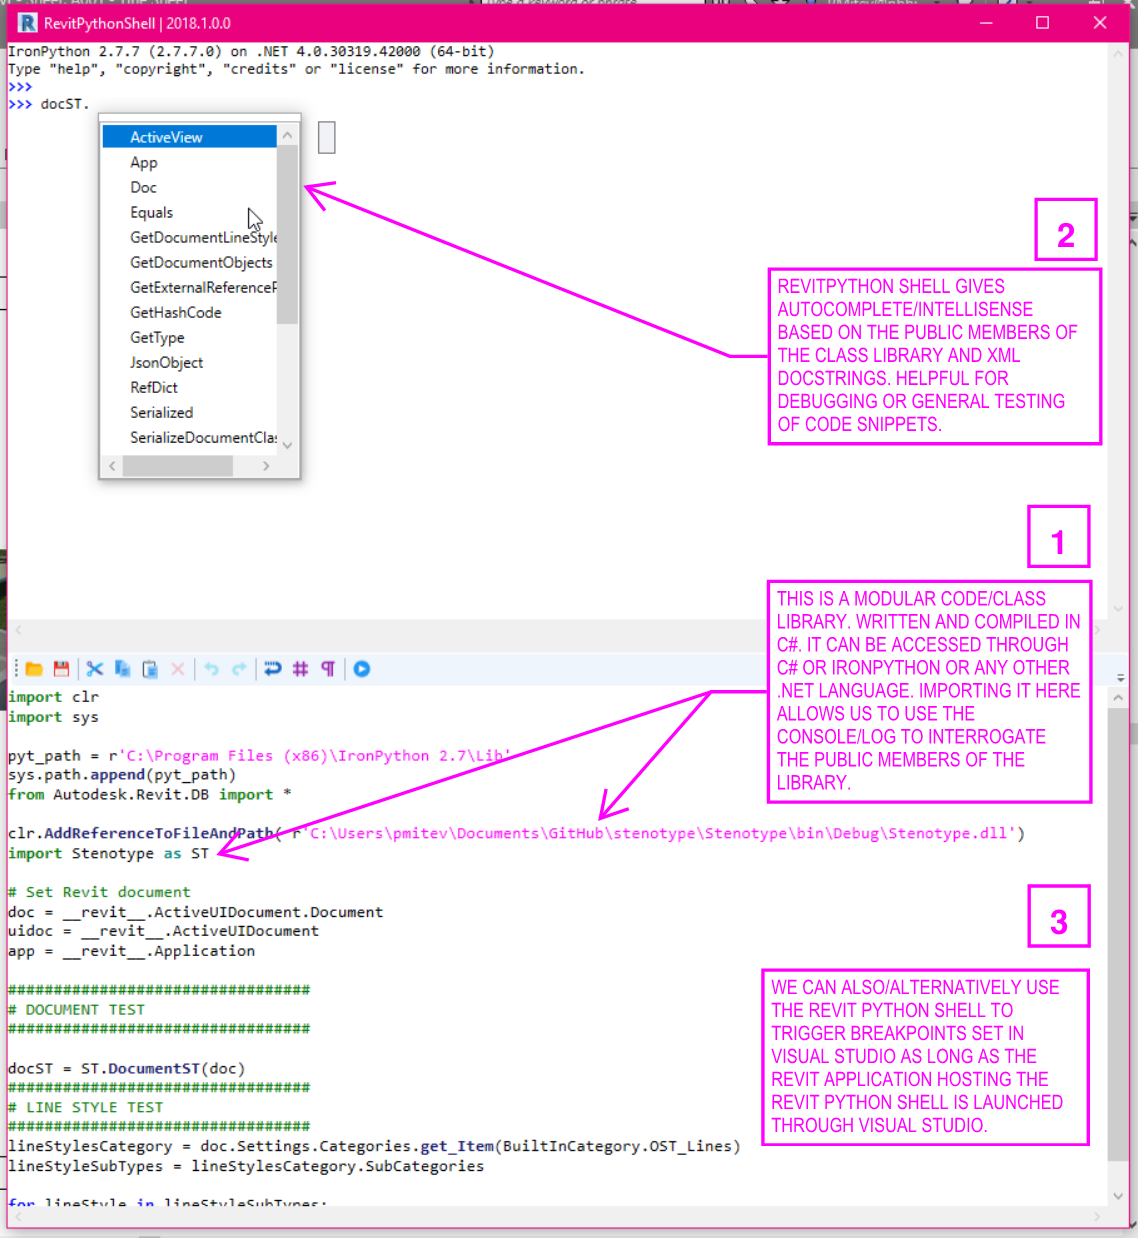 RevitPythonShell | 2018.1.0.0
IronPython 2.7.7 (2.7.7.0) on .NET 4.0.30319.42000 (64-bit)
Type "help", "copyright", "credits" or "license" for more information.
>>>
>>> docST.
ActiveView
App
Doc
Equals
GetDocumentLineStyle
GetDocumentObjects
GetExternalReferenceF
GetHashCode
GetType
JsonObject
RefDict
Serialized
SerializeDocumentCla
2
REVITPYTHON SHELL GIVES
AUTOCOMPLETE/INTELLISENSE
BASED ON THE PUBLIC MEMBERS OF
THE CLASS LIBRARY AND XML
DOCSTRINGS. HELPFUL FOR
DEBUGGING OR GENERAL TESTING
OF CODE SNIPPETS.
1
THIS IS A MODULAR CODE/CLASS
LIBRARY. WRITTEN AND COMPILED IN
C#. IT CAN BE ACCESSED THROUGH
C# OR IRONPYTHON OR ANY OTHER
.NET LANGUAGE. IMPORTING IT HERE
ALLOWS US TO USE THE
CONSOLE/LOG TO INTERROGATE
THE PUBLIC MEMBERS OF THE
LIBRARY.
import clr
import sys
pyt_path = r'C:\Program Files (x86)\IronPython 2.7\Lib'
sys.path.append(pyt_path)
from Autodesk.Revit.DB import *
clr.AddReferenceToFileAndPath( r'C:\Users\pmitev\Documents\GitHub\stenotype\Stenotype\bin\Debug\Stenotype.dll')
import Stenotype as ST
# Set Revit document
doc = __revit__.ActiveUIDocument.Document
uidoc = __revit__.ActiveUIDocument
app = __revit__.Application
#################################
# DOCUMENT TEST
#################################
docST = ST.DocumentST(doc)
#################################
# LINE STYLE TEST
#################################
lineStylesCategory = doc.Settings.Categories.get_Item(BuiltInCategory.OST_Lines)
lineStyleSubTypes = lineStylesCategory.SubCategories
for lineStyle in lineStyleSubTypes:
3
WE CAN ALSO/ALTERNATIVELY USE
THE REVIT PYTHON SHELL TO
TRIGGER BREAKPOINTS SET IN
VISUAL STUDIO AS LONG AS THE
REVIT APPLICATION HOSTING THE
REVIT PYTHON SHELL IS LAUNCHED
THROUGH VISUAL STUDIO.